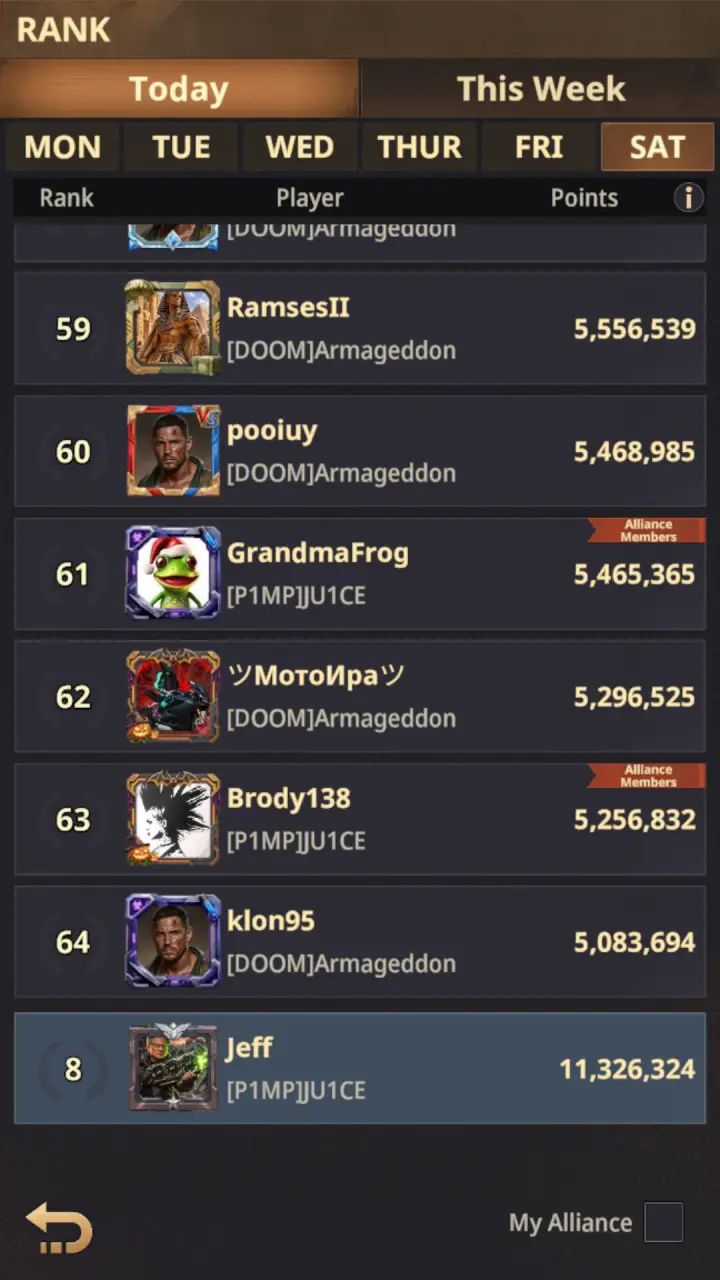 RANK
Today
This Week
MON
TUE
WED
THUR
FRI
SAT
Rank
Player
Points
[DOOM]Armageddon
59
RamsesII
[DOOM]Armageddon
5,556,539
60
pooiuy
[DOOM]Armageddon
5,468,985
61
GrandmaFrog
[P1MP]JU1CE
Alliance
Members
5,465,365
62
ツМотоИраツ
[DOOM]Armageddon
5,296,525
63
Brody138
[P1MP]JU1CE
Alliance
Members
5,256,832
64
klon95
[DOOM]Armageddon
5,083,694
8
Jeff
[P1MP]JU1CE
11,326,324
My Alliance